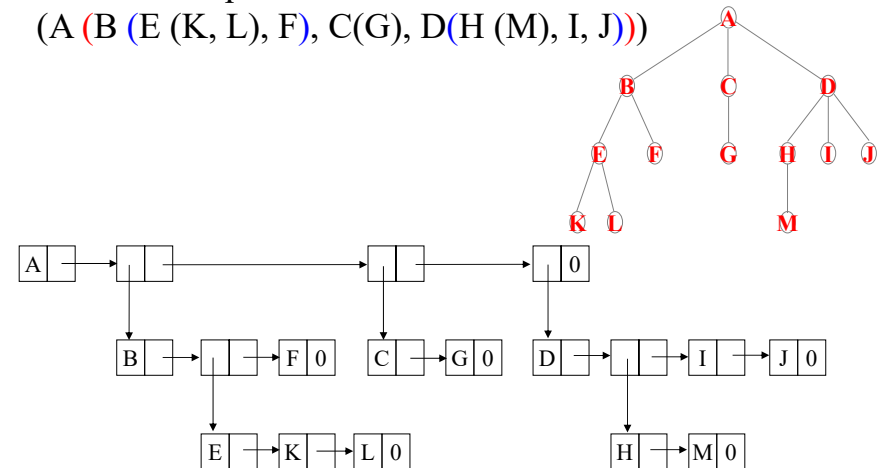 (A (B (E (K, L), F), C(G), D(H (M), I, J)))
A
B C D
E F G H I J
K L M
A 0
B F 0 C G 0 D I J 0
E K L 0 H M 0